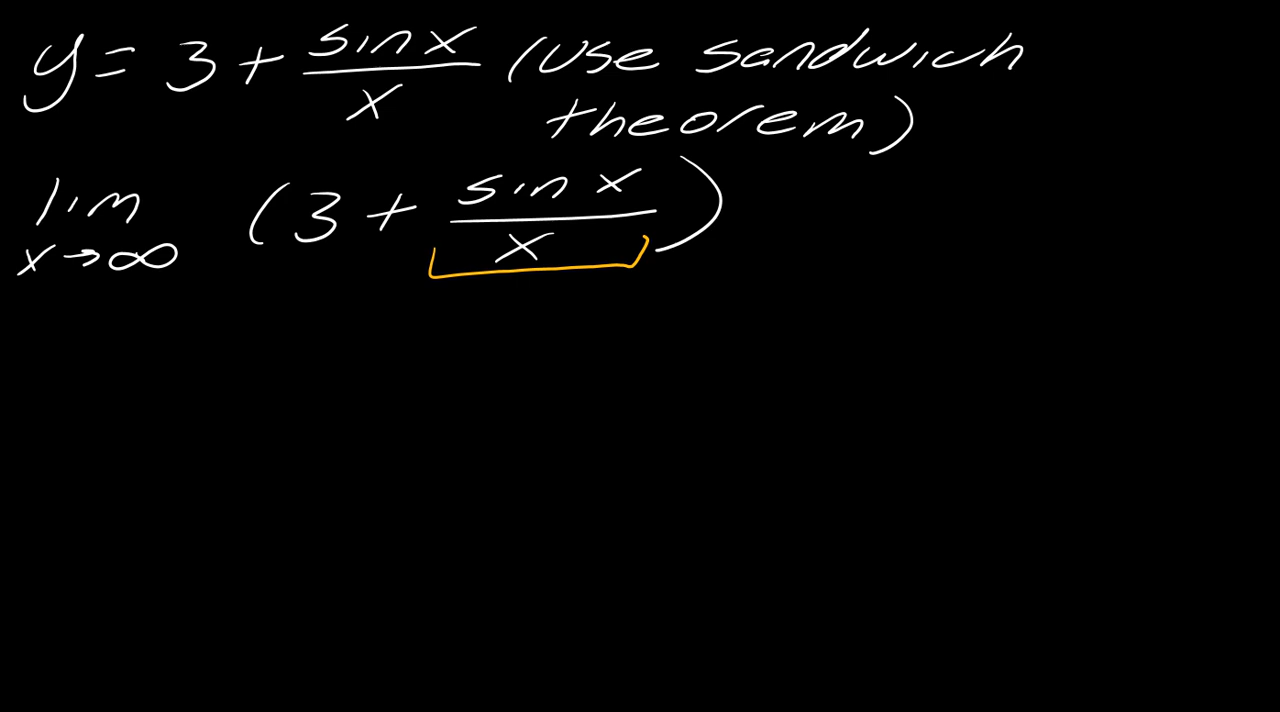 y = 3 + sin x / x (Use sandwich
theorem)
lim x→∞ (3 + sin x / x)